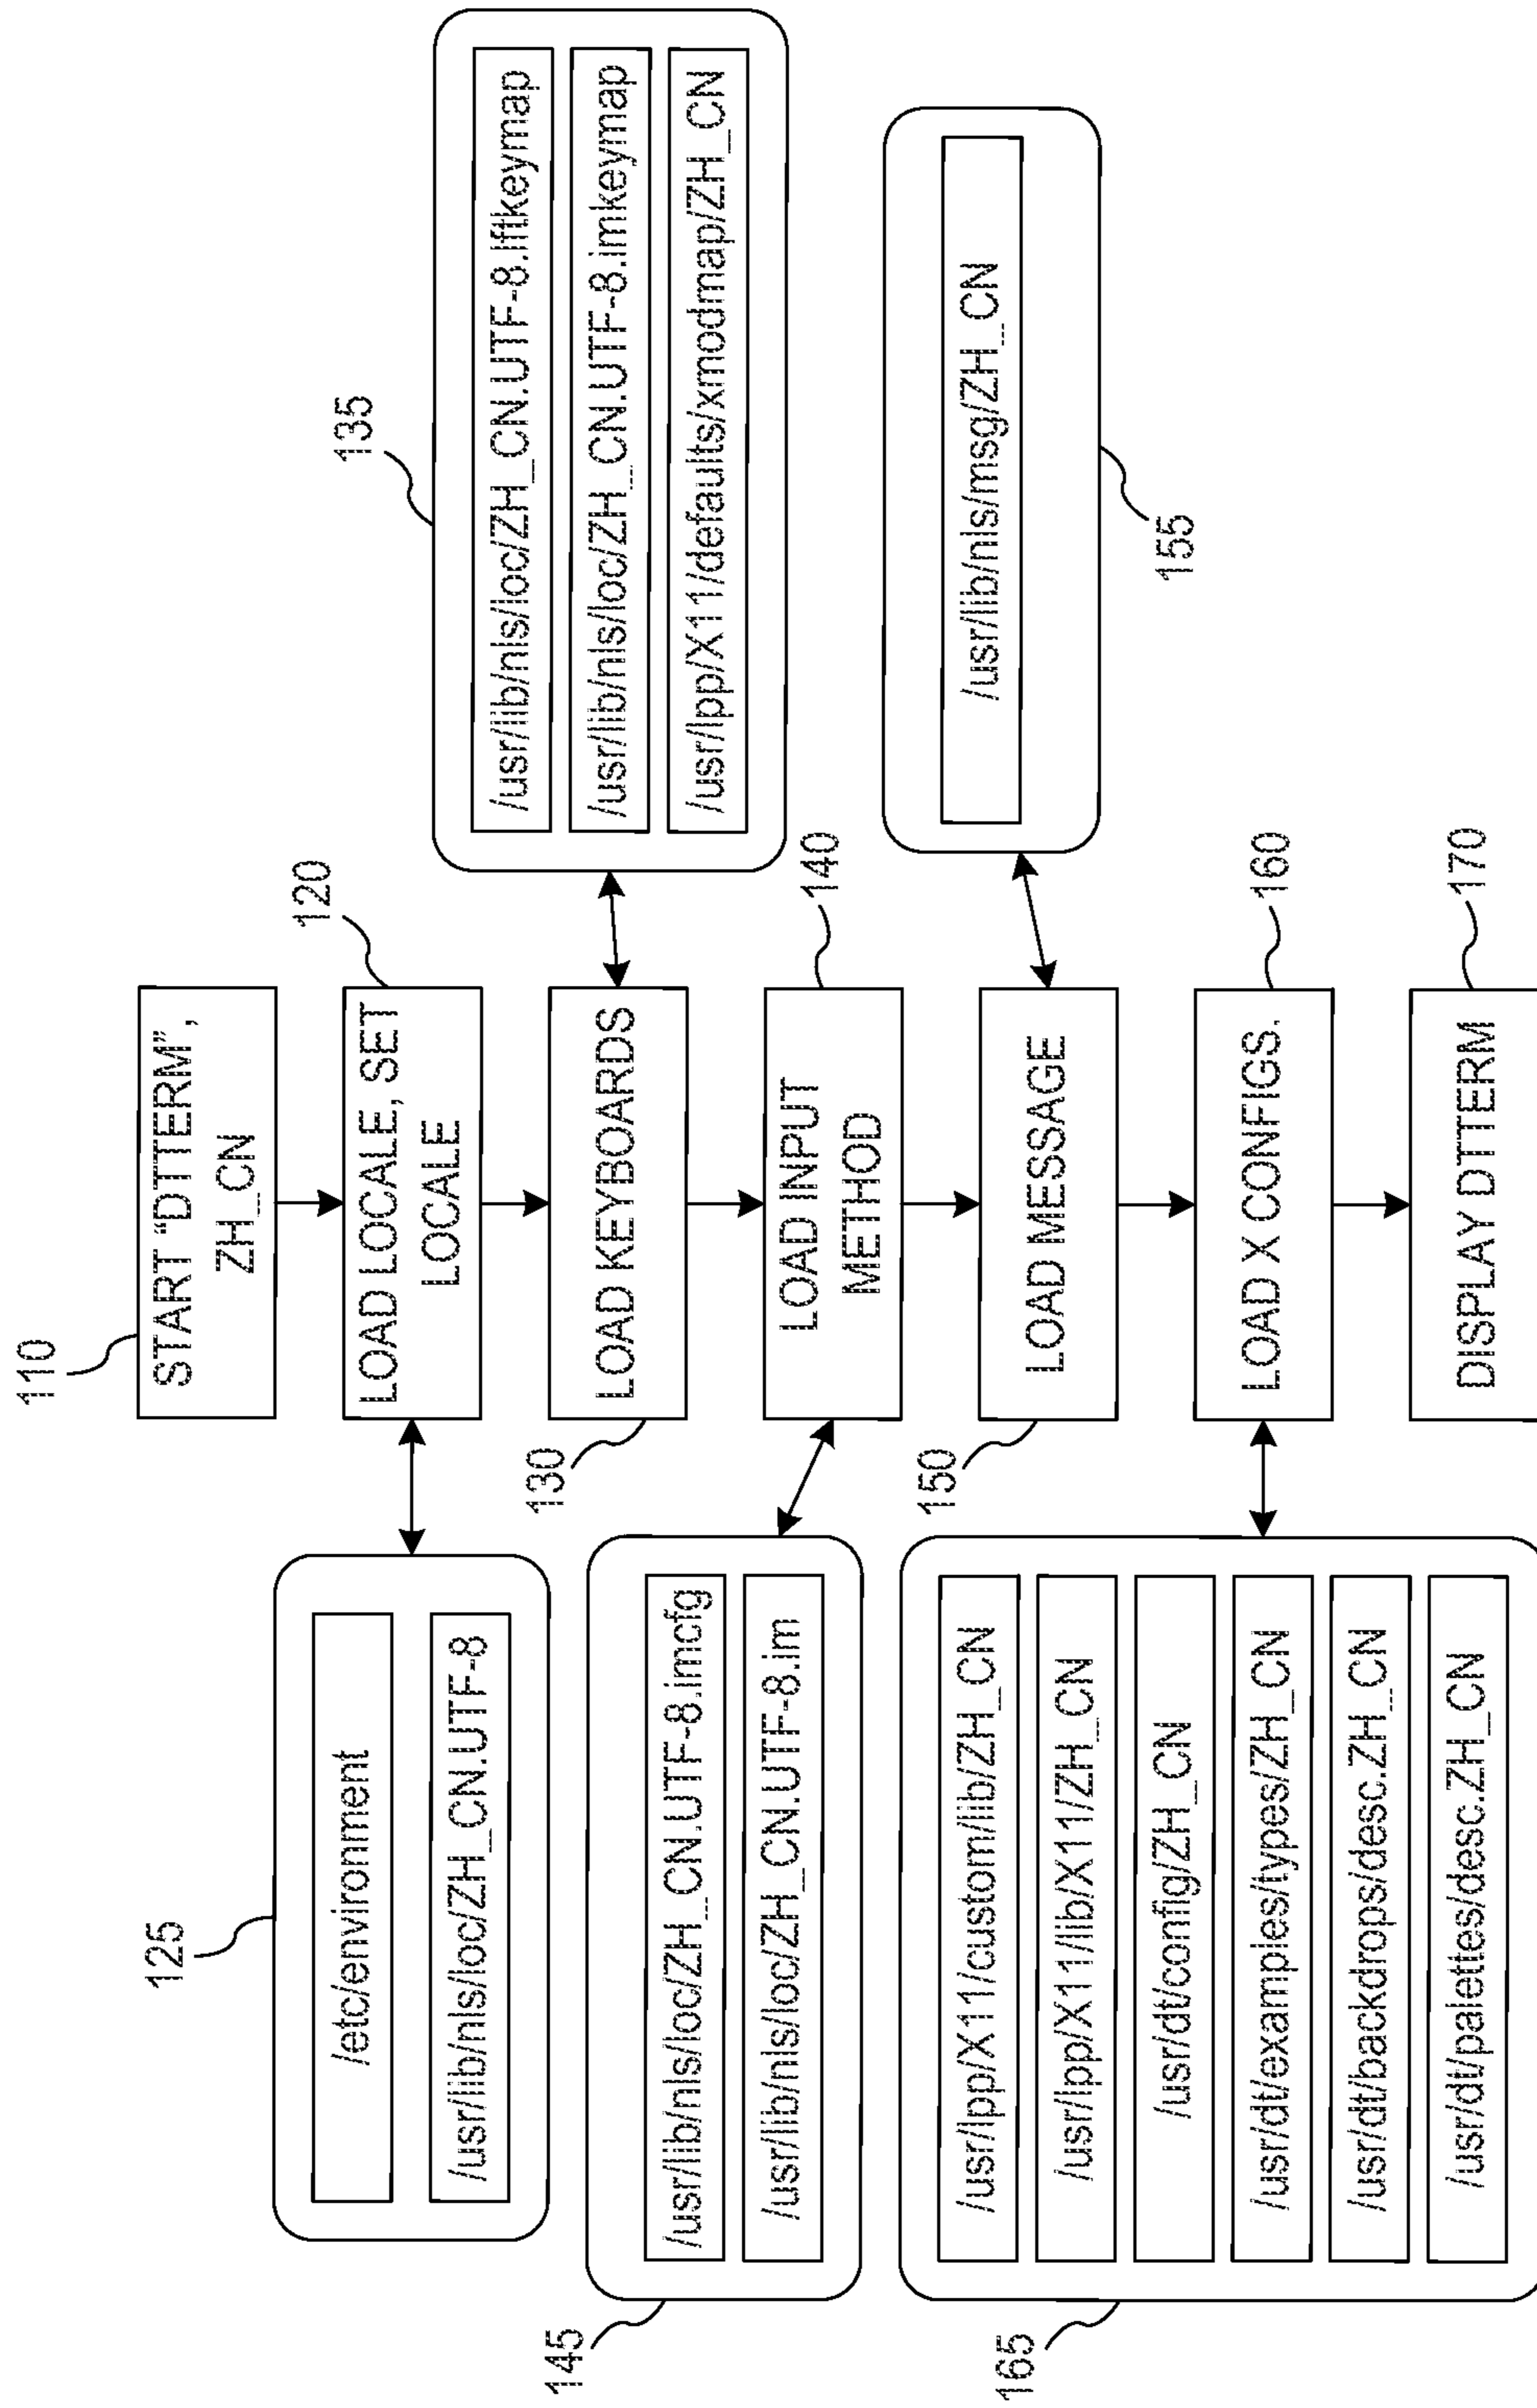 110
START “DTTERM”,
ZH_CN
125
/etc/environment
/usr/lib/nls/loc/ZH_CN.UTF-8
120
LOAD LOCALE, SET
LOCALE
130
LOAD KEYBOARDS
135
/usr/lib/nls/loc/ZH_CN.UTF-8.lftkeymap
/usr/lib/nls/loc/ZH_CN.UTF-8.imkeymap
/usr/lpp/X11/defaults/xmodmap/ZH_CN
145
/usr/lib/nls/loc/ZH_CN.UTF-8.imcfg
/usr/lib/nls/loc/ZH_CN.UTF-8.im
140
LOAD INPUT
METHOD
150
LOAD MESSAGE
155
/usr/lib/nls/msg/ZH_CN
165
/usr/lpp/X11/custom/lib/ZH_CN
/usr/lpp/X11/lib/X11/ZH_CN
/usr/dt/config/ZH_CN
/usr/dt/examples/types/ZH_CN
/usr/dt/backdrops/desc.ZH_CN
/usr/dt/palettes/desc.ZH_CN
160
LOAD X CONFIGS.
170
DISPLAY DTTERM